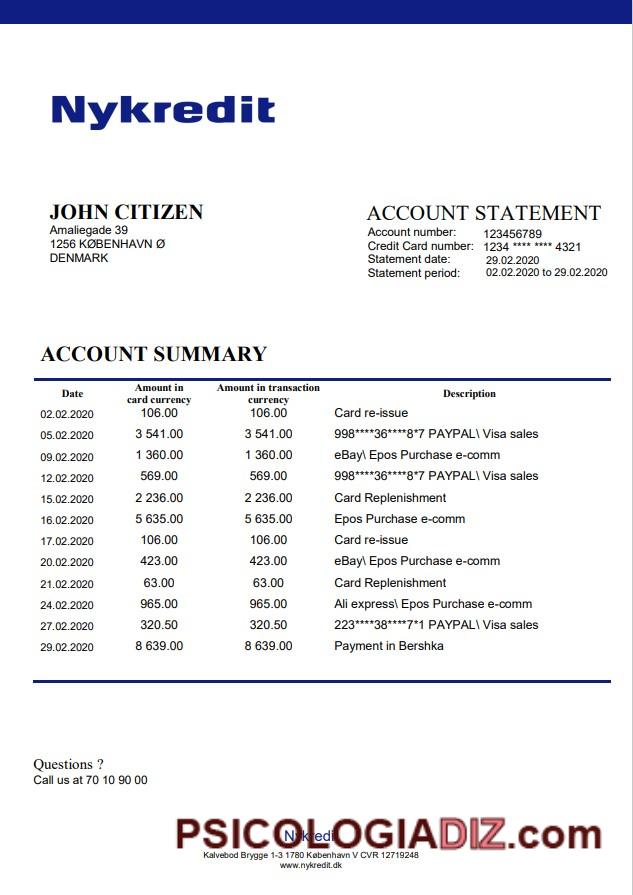 Nykredit
JOHN CITIZEN
Amaliegade 39
1256 KØBENHAVN Ø
DENMARK
ACCOUNT STATEMENT
Account number: 123456789
Credit Card number: 1234 **** **** 4321
Statement date: 29.02.2020
Statement period: 02.02.2020 to 29.02.2020
ACCOUNT SUMMARY
Date Amount in card currency Amount in transaction currency Description
02.02.2020 106.00 106.00 Card re-issue
05.02.2020 3 541.00 3 541.00 998****36****8*7 PAYPAL\ Visa sales
09.02.2020 1 360.00 1 360.00 eBay\ Epos Purchase e-comm
12.02.2020 569.00 569.00 998****36****8*7 PAYPAL\ Visa sales
15.02.2020 2 236.00 2 236.00 Card Replenishment
16.02.2020 5 635.00 5 635.00 Epos Purchase e-comm
17.02.2020 106.00 106.00 Card re-issue
20.02.2020 423.00 423.00 eBay\ Epos Purchase e-comm
21.02.2020 63.00 63.00 Card Replenishment
24.02.2020 965.00 965.00 Ali express\ Epos Purchase e-comm
27.02.2020 320.50 320.50 223****38****7*1 PAYPAL\ Visa sales
29.02.2020 8 639.00 8 639.00 Payment in Bershka
Questions ?
Call us at 70 10 90 00
PSICOLOGIADIZ.com
Nykredit
Kalvebod Brygge 1-3 1780 København V CVR 12719248
www.nykredit.dk